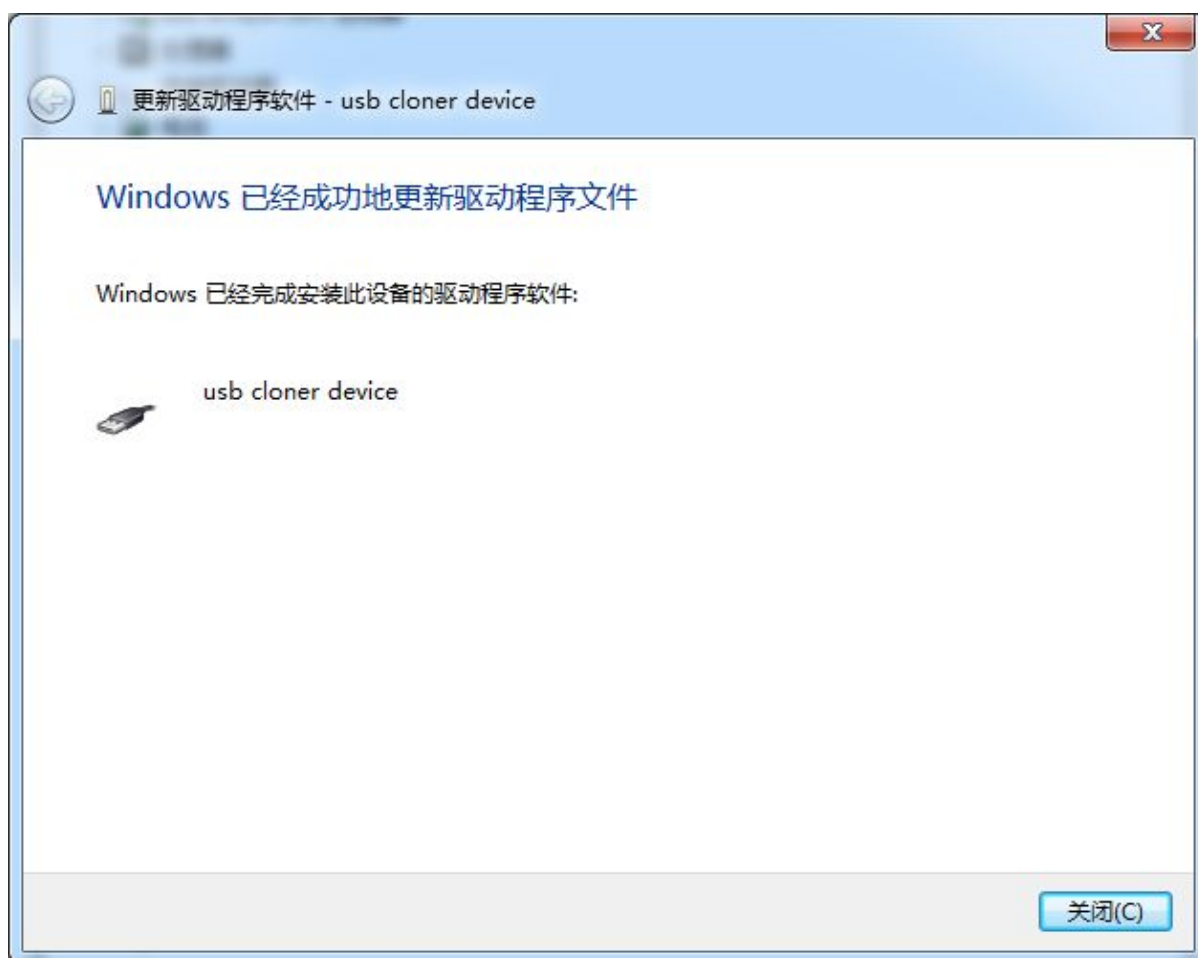 更新驱动程序软件 - usb cloner device
Windows 已经成功地更新驱动程序文件
Windows 已经完成安装此设备的驱动程序软件:
usb cloner device
关闭(C)